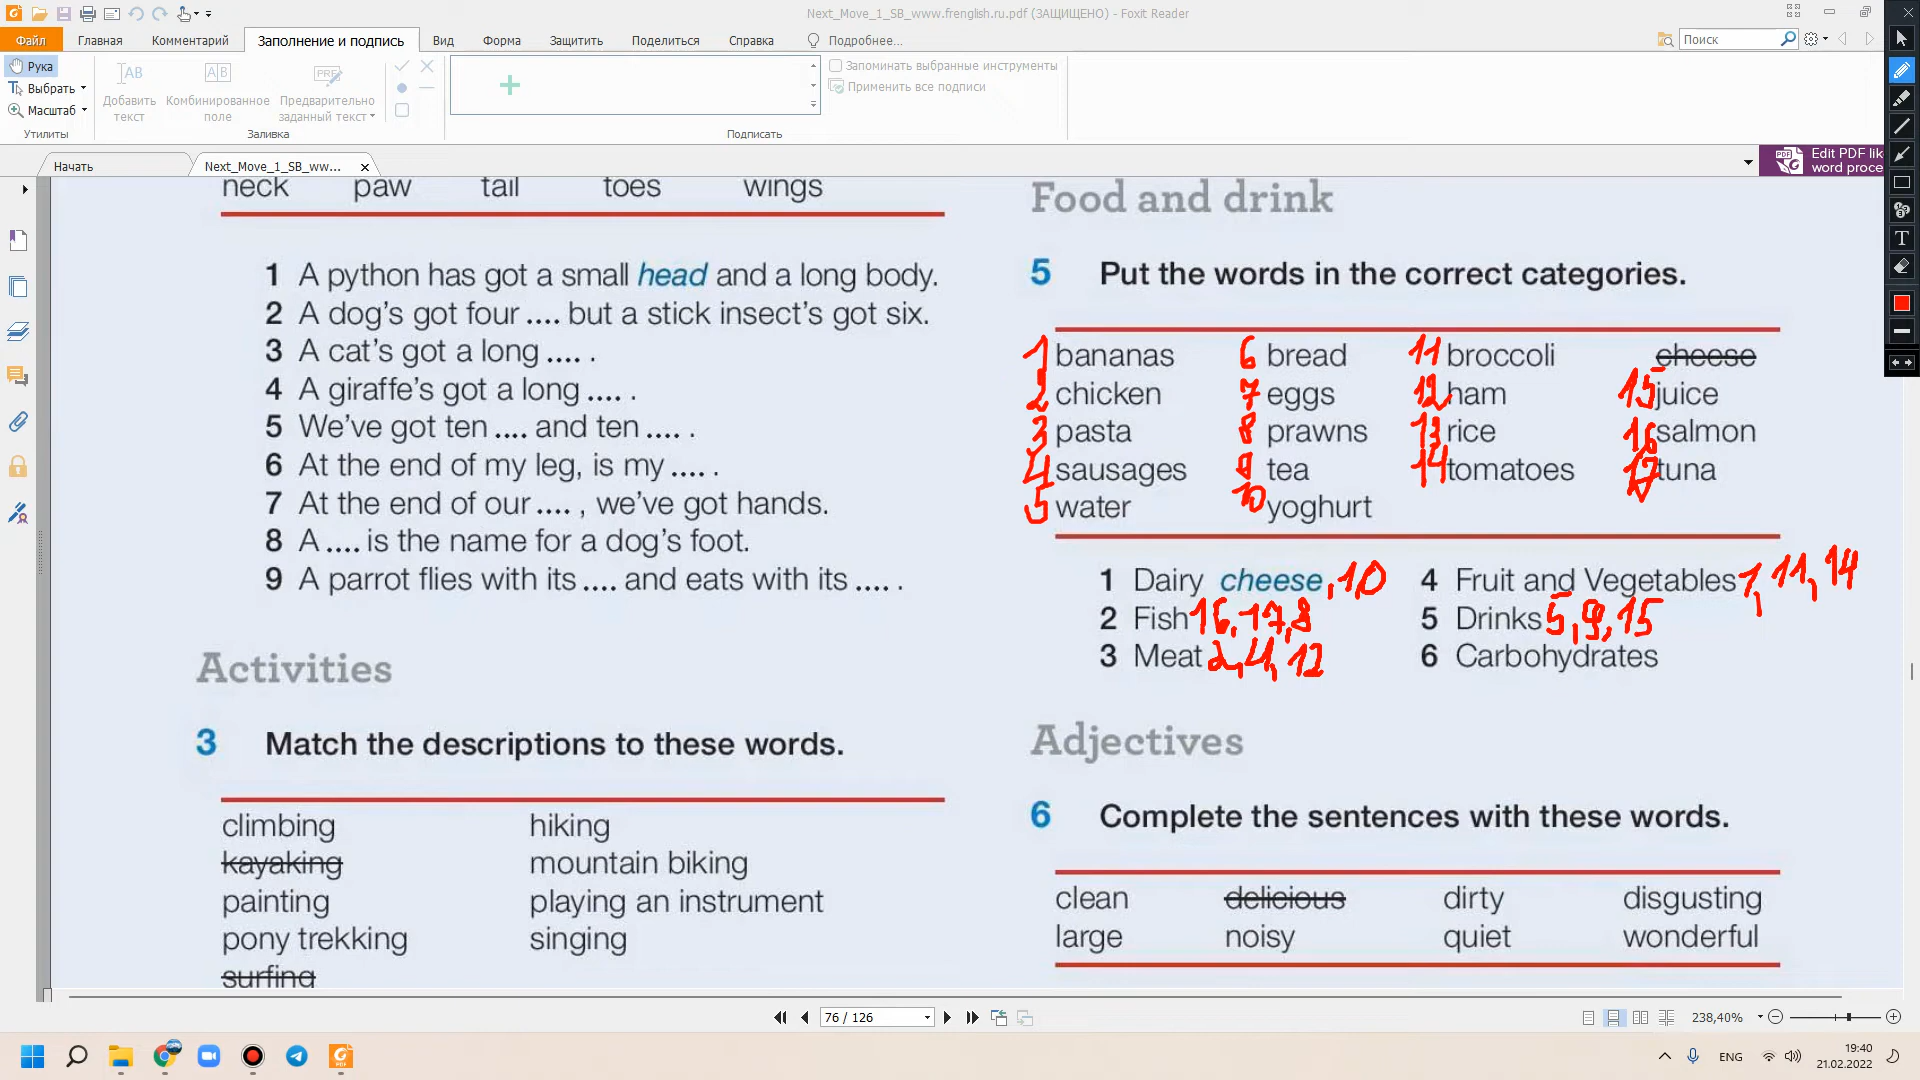 Next_Move_1_SB_www.frenglish.ru.pdf (ЗАЩИЩЕНО) - Foxit Reader
Файл Главная Комментарий Заполнение и подпись Вид Форма Защитить Поделиться Справка Подробнее... Поиск
Рука
Выбрать
Масштаб
Утилиты
Добавить текст
Комбинированное поле
Предварительно заданный текст
Заливка
Запоминать выбранные инструменты
Применить все подписи
Подписать
Начать Next_Move_1_SB_ww...
Edit PDF lik
word proce
neck paw tail toes wings
1 A python has got a small head and a long body.
2 A dog's got four .... but a stick insect's got six.
3 A cat's got a long .... .
4 A giraffe's got a long .... .
5 We've got ten .... and ten .... .
6 At the end of my leg, is my .... .
7 At the end of our .... , we've got hands.
8 A .... is the name for a dog's foot.
9 A parrot flies with its .... and eats with its .... .
Activities
3 Match the descriptions to these words.
climbing hiking
kayaking mountain biking
painting playing an instrument
pony trekking singing
surfing
Food and drink
5 Put the words in the correct categories.
1 bananas 6 bread 11 broccoli cheese
2 chicken 7 eggs 12 ham 15 juice
3 pasta 8 prawns 13 rice 16 salmon
4 sausages 9 tea 14 tomatoes 17 tuna
5 water 10 yoghurt
1 Dairy cheese, 10 4 Fruit and Vegetables 1, 11, 14
2 Fish 16, 17, 8 5 Drinks 5, 9, 15
3 Meat 2, 4, 12 6 Carbohydrates
Adjectives
6 Complete the sentences with these words.
clean delicious dirty disgusting
large noisy quiet wonderful
76 / 126
238,40%
ENG
19:40
21.02.2022